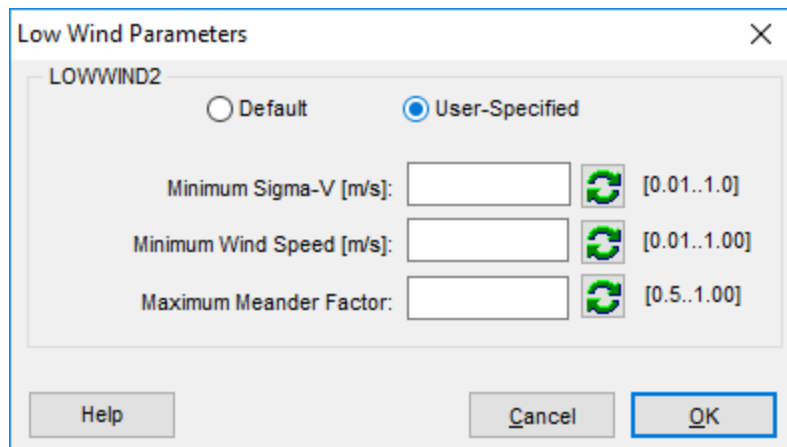 Low Wind Parameters
LOWWIND2
Default User-Specified
Minimum Sigma-V [m/s]: [0.01..1.0]
Minimum Wind Speed [m/s]: [0.01..1.00]
Maximum Meander Factor: [0.5..1.00]
Help Cancel OK